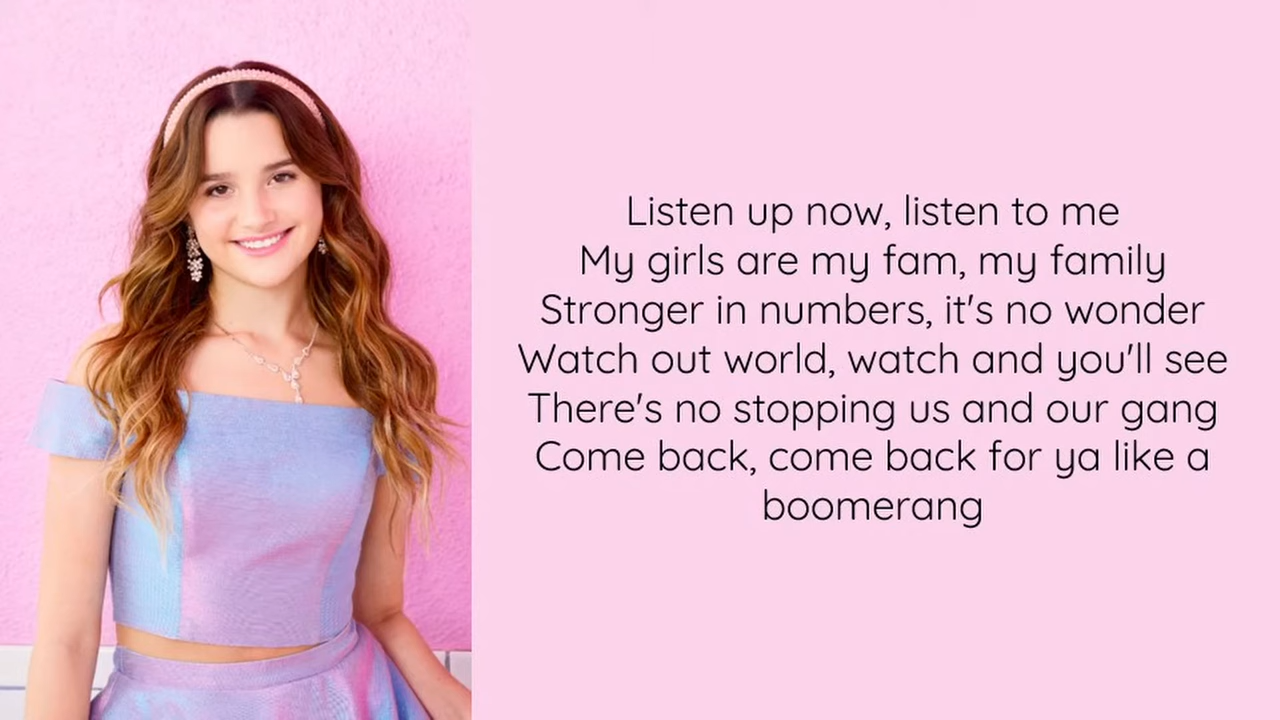 Listen up now, listen to me
My girls are my fam, my family
Stronger in numbers, it's no wonder
Watch out world, watch and you'll see
There's no stopping us and our gang
Come back, come back for ya like a
boomerang